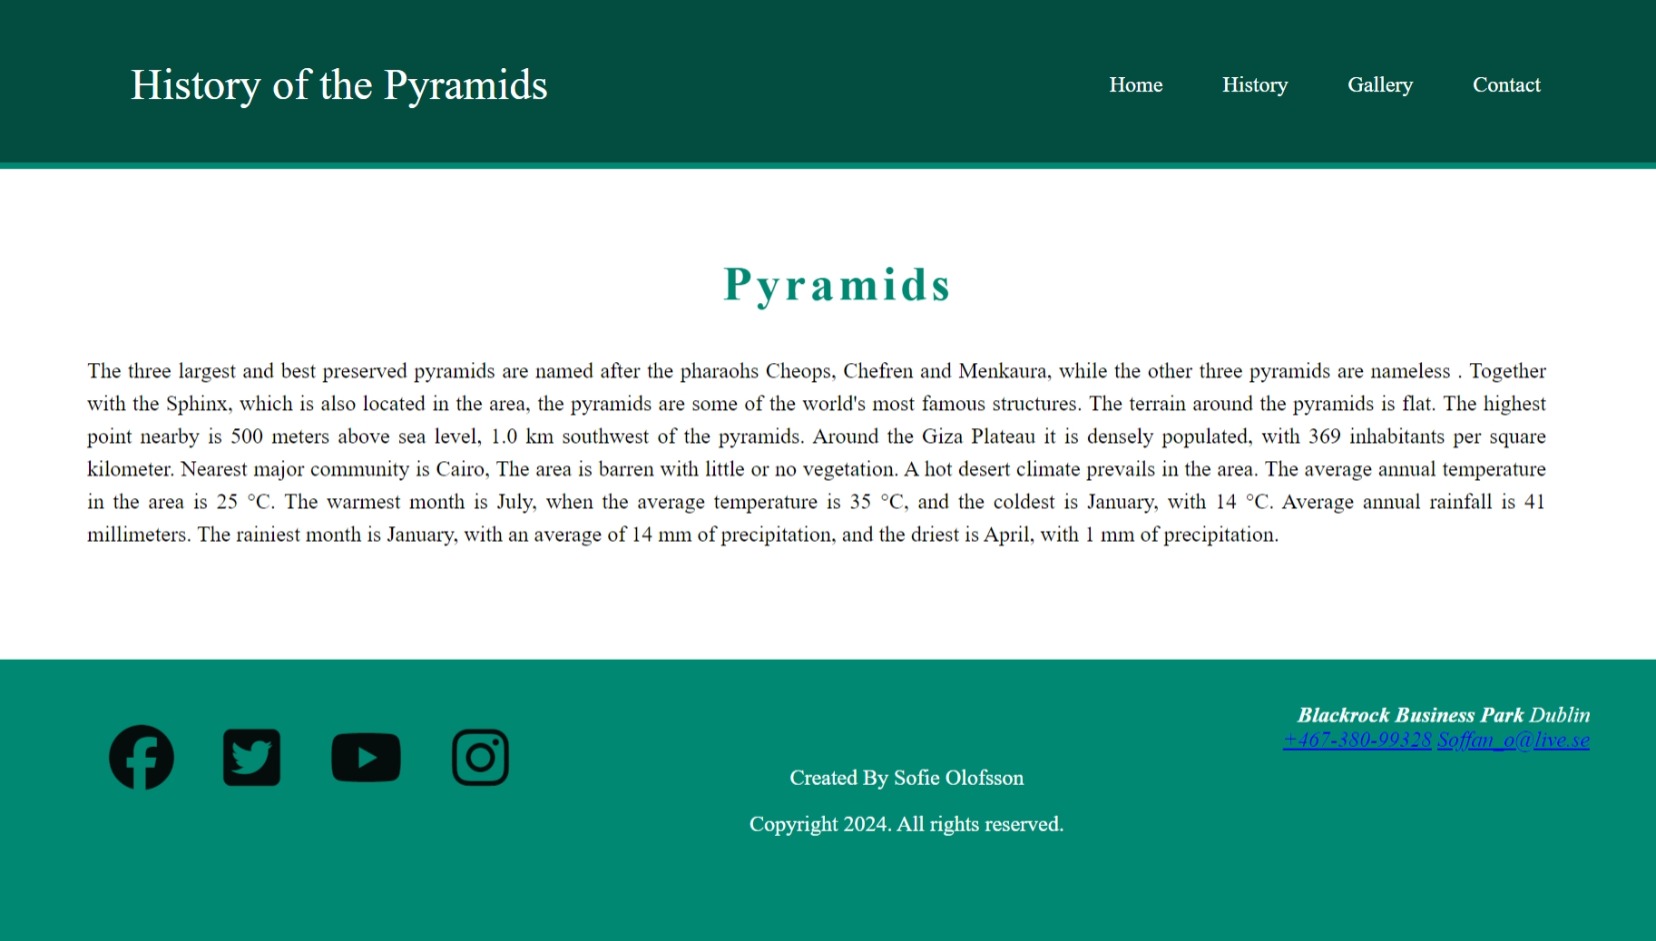 History of the Pyramids
Home History Gallery Contact
Pyramids
The three largest and best preserved pyramids are named after the pharaohs Cheops, Chefren and Menkaura, while the other three pyramids are nameless . Together
with the Sphinx, which is also located in the area, the pyramids are some of the world's most famous structures. The terrain around the pyramids is flat. The highest
point nearby is 500 meters above sea level, 1.0 km southwest of the pyramids. Around the Giza Plateau it is densely populated, with 369 inhabitants per square
kilometer. Nearest major community is Cairo, The area is barren with little or no vegetation. A hot desert climate prevails in the area. The average annual temperature
in the area is 25 °C. The warmest month is July, when the average temperature is 35 °C, and the coldest is January, with 14 °C. Average annual rainfall is 41
millimeters. The rainiest month is January, with an average of 14 mm of precipitation, and the driest is April, with 1 mm of precipitation.
Blackrock Business Park Dublin
+467-380-99328 Soffan_o@live.se
Created By Sofie Olofsson
Copyright 2024. All rights reserved.